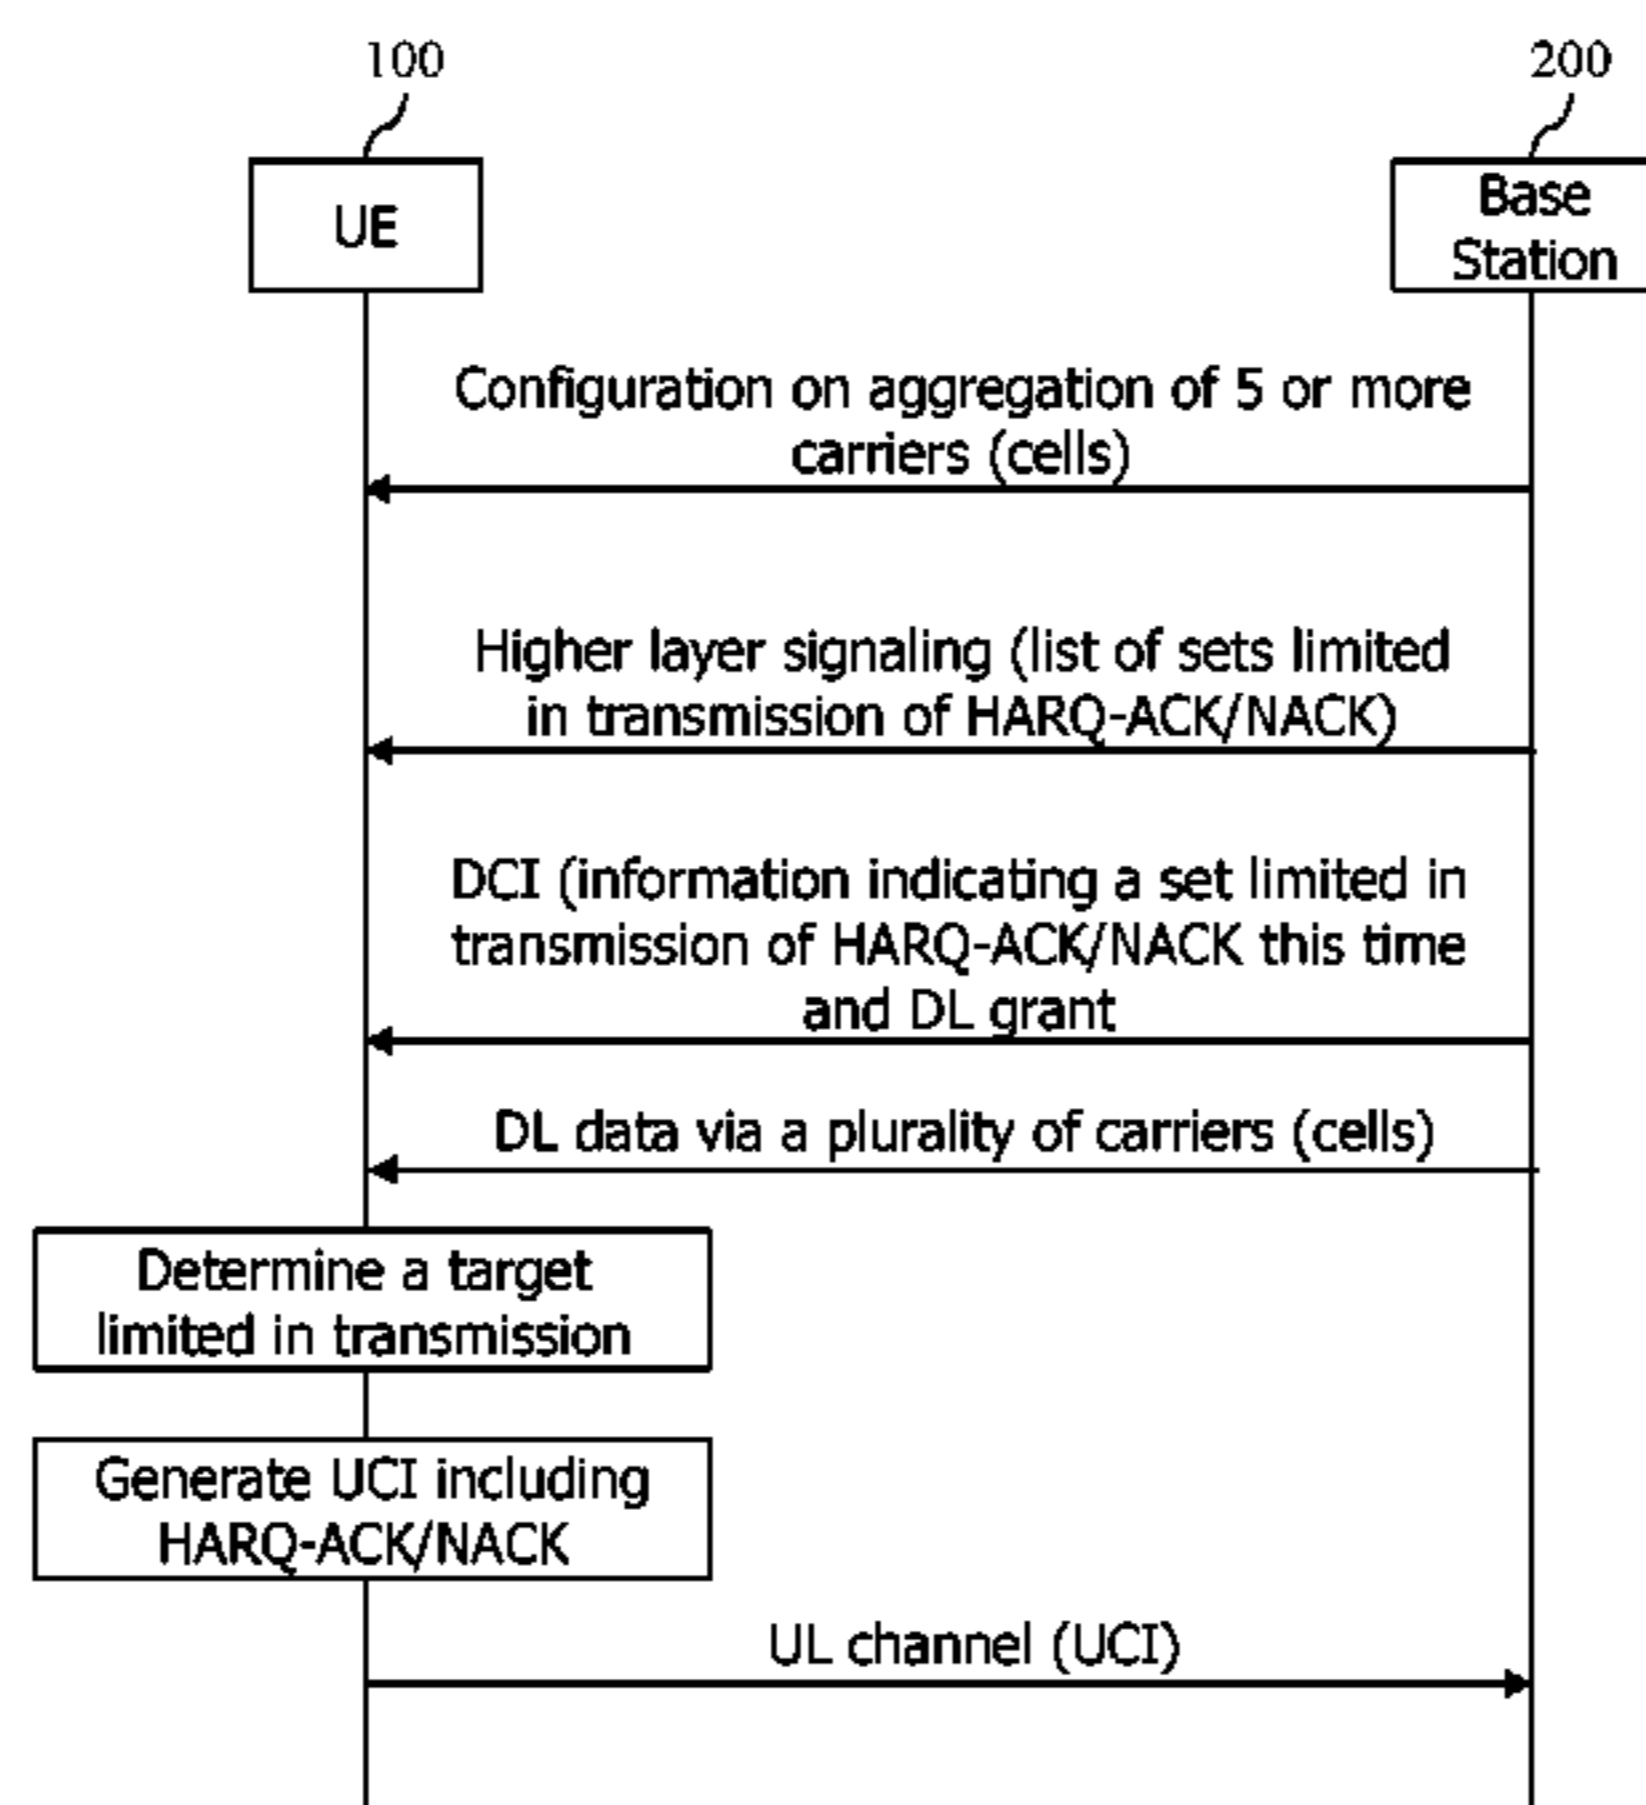 100
200
UE
Base
Station
Configuration on aggregation of 5 or more
carriers (cells)
Higher layer signaling (list of sets limited
in transmission of HARQ-ACK/NACK)
DCI (information indicating a set limited in
transmission of HARQ-ACK/NACK this time
and DL grant
DL data via a plurality of carriers (cells)
Determine a target
limited in transmission
Generate UCI including
HARQ-ACK/NACK
UL channel (UCI)